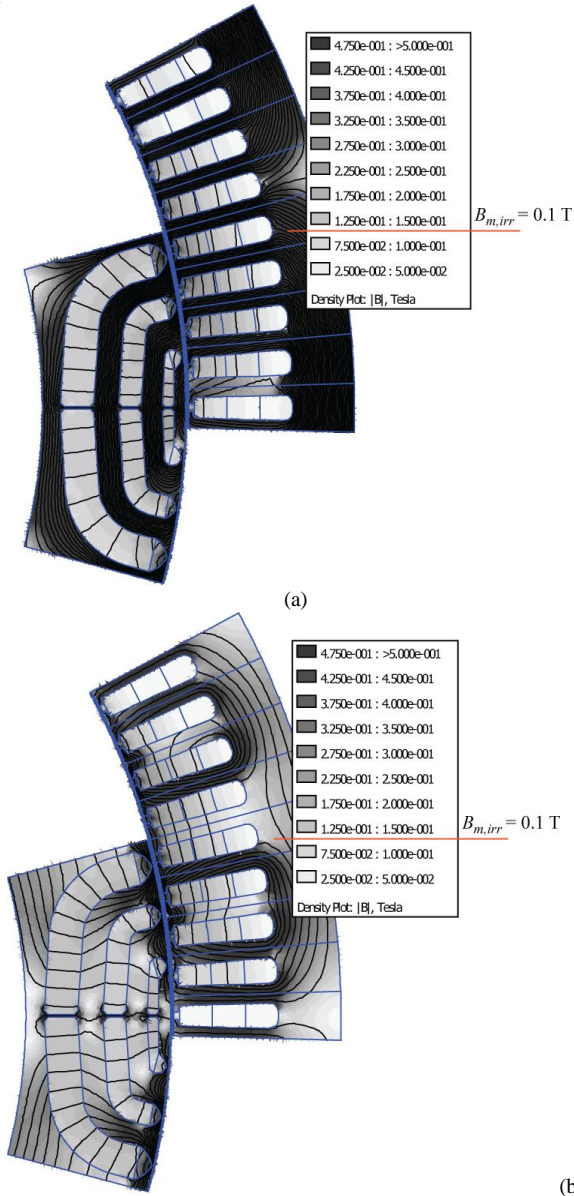 4.750e-001 : >5.000e-001
4.250e-001 : 4.500e-001
3.750e-001 : 4.000e-001
3.250e-001 : 3.500e-001
2.750e-001 : 3.000e-001
2.250e-001 : 2.500e-001
1.750e-001 : 2.000e-001
1.250e-001 : 1.500e-001
7.500e-002 : 1.000e-001
2.500e-002 : 5.000e-002
Density Plot: |B|, Tesla
Bm,irr = 0.1 T
(a)
4.750e-001 : >5.000e-001
4.250e-001 : 4.500e-001
3.750e-001 : 4.000e-001
3.250e-001 : 3.500e-001
2.750e-001 : 3.000e-001
2.250e-001 : 2.500e-001
1.750e-001 : 2.000e-001
1.250e-001 : 1.500e-001
7.500e-002 : 1.000e-001
2.500e-002 : 5.000e-002
Density Plot: |B|, Tesla
Bm,irr = 0.1 T
(b